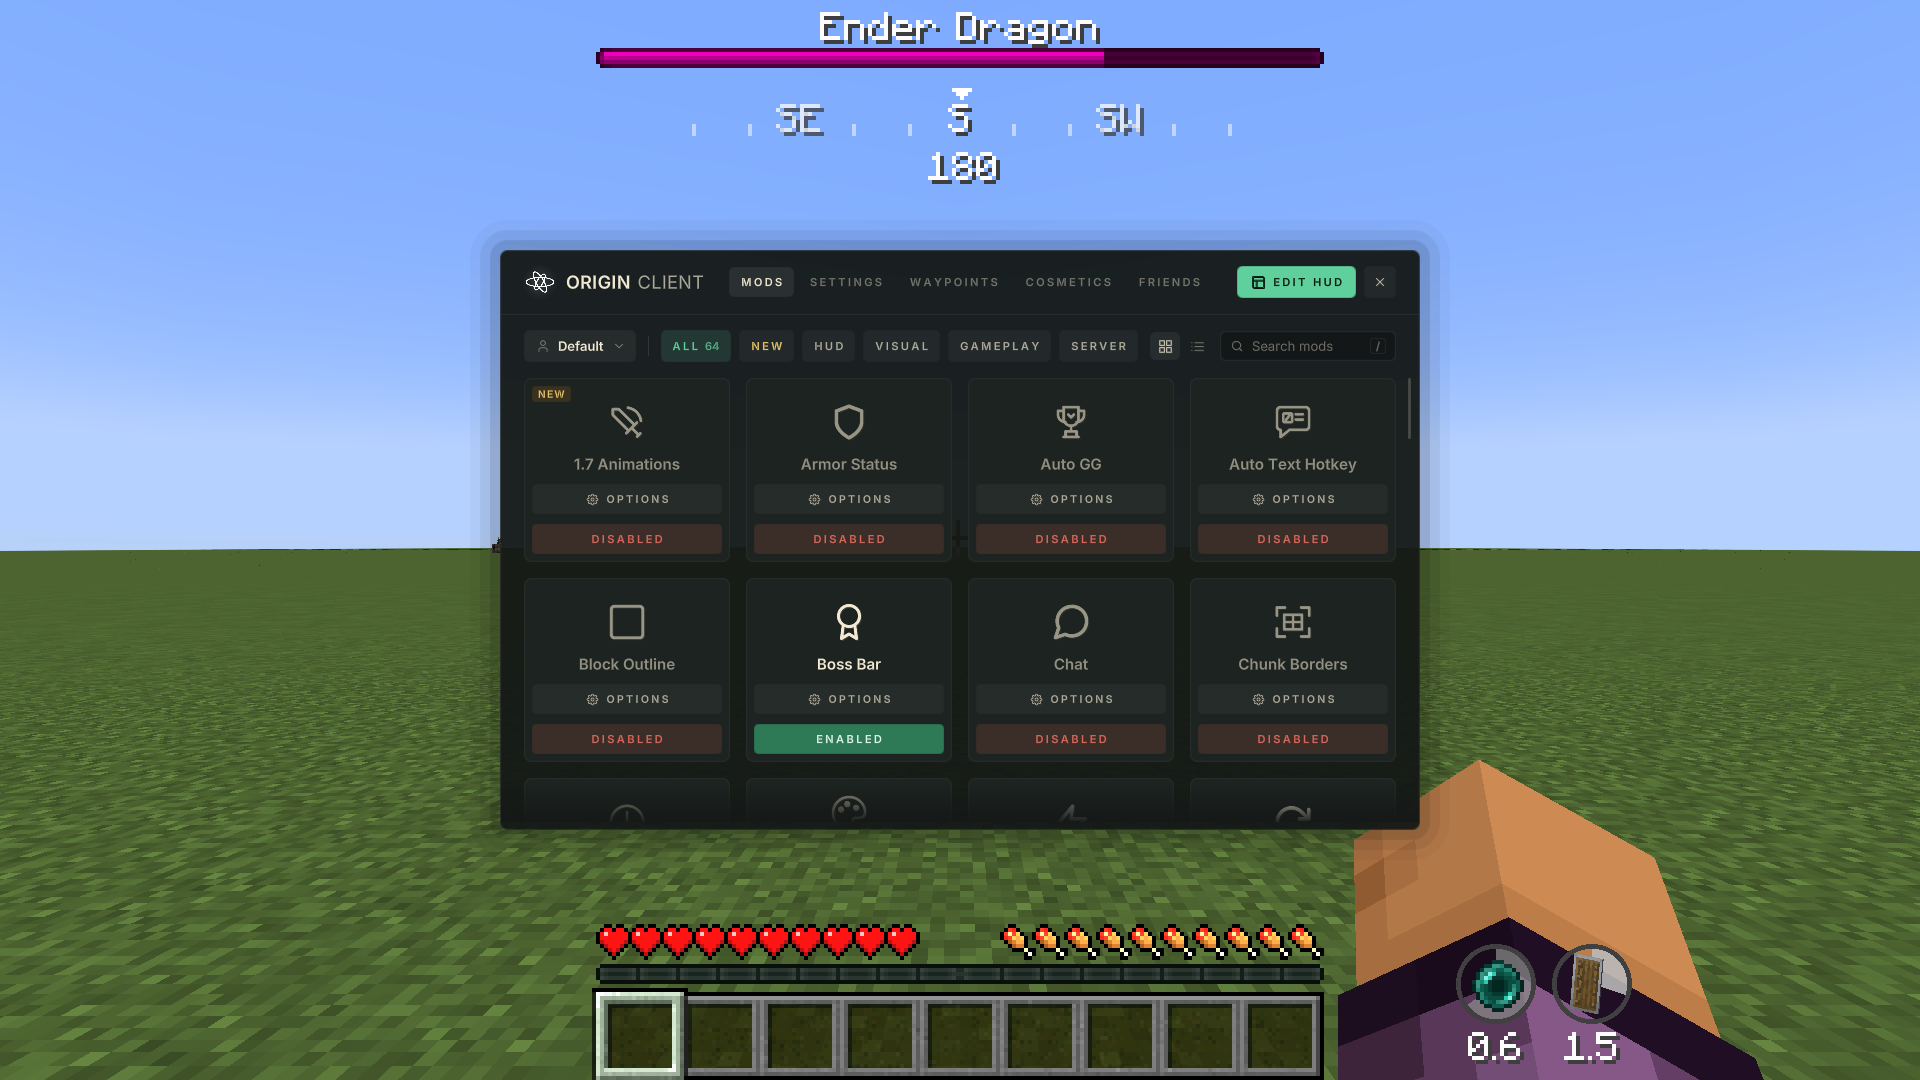 Ender Dragon
SE S SW
180
ORIGIN CLIENT MODS SETTINGS WAYPOINTS COSMETICS FRIENDS EDIT HUD
Default ALL 64 NEW HUD VISUAL GAMEPLAY SERVER Search mods /
NEW
1.7 Animations Armor Status Auto GG Auto Text Hotkey
OPTIONS OPTIONS OPTIONS OPTIONS
DISABLED DISABLED DISABLED DISABLED
Block Outline Boss Bar Chat Chunk Borders
OPTIONS OPTIONS OPTIONS OPTIONS
DISABLED ENABLED DISABLED DISABLED
0.6 1.5